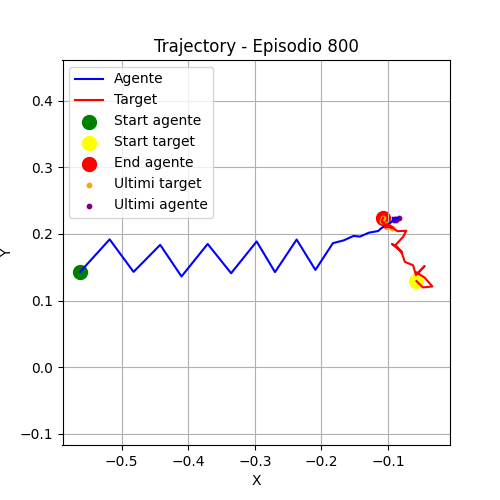 Trajectory - Episodio 800
Agente
Target
Start agente
Start target
End agente
Ultimi target
Ultimi agente
0.4
0.3
0.2
0.1
0.0
−0.1
Y
−0.5
−0.4
−0.3
−0.2
−0.1
X